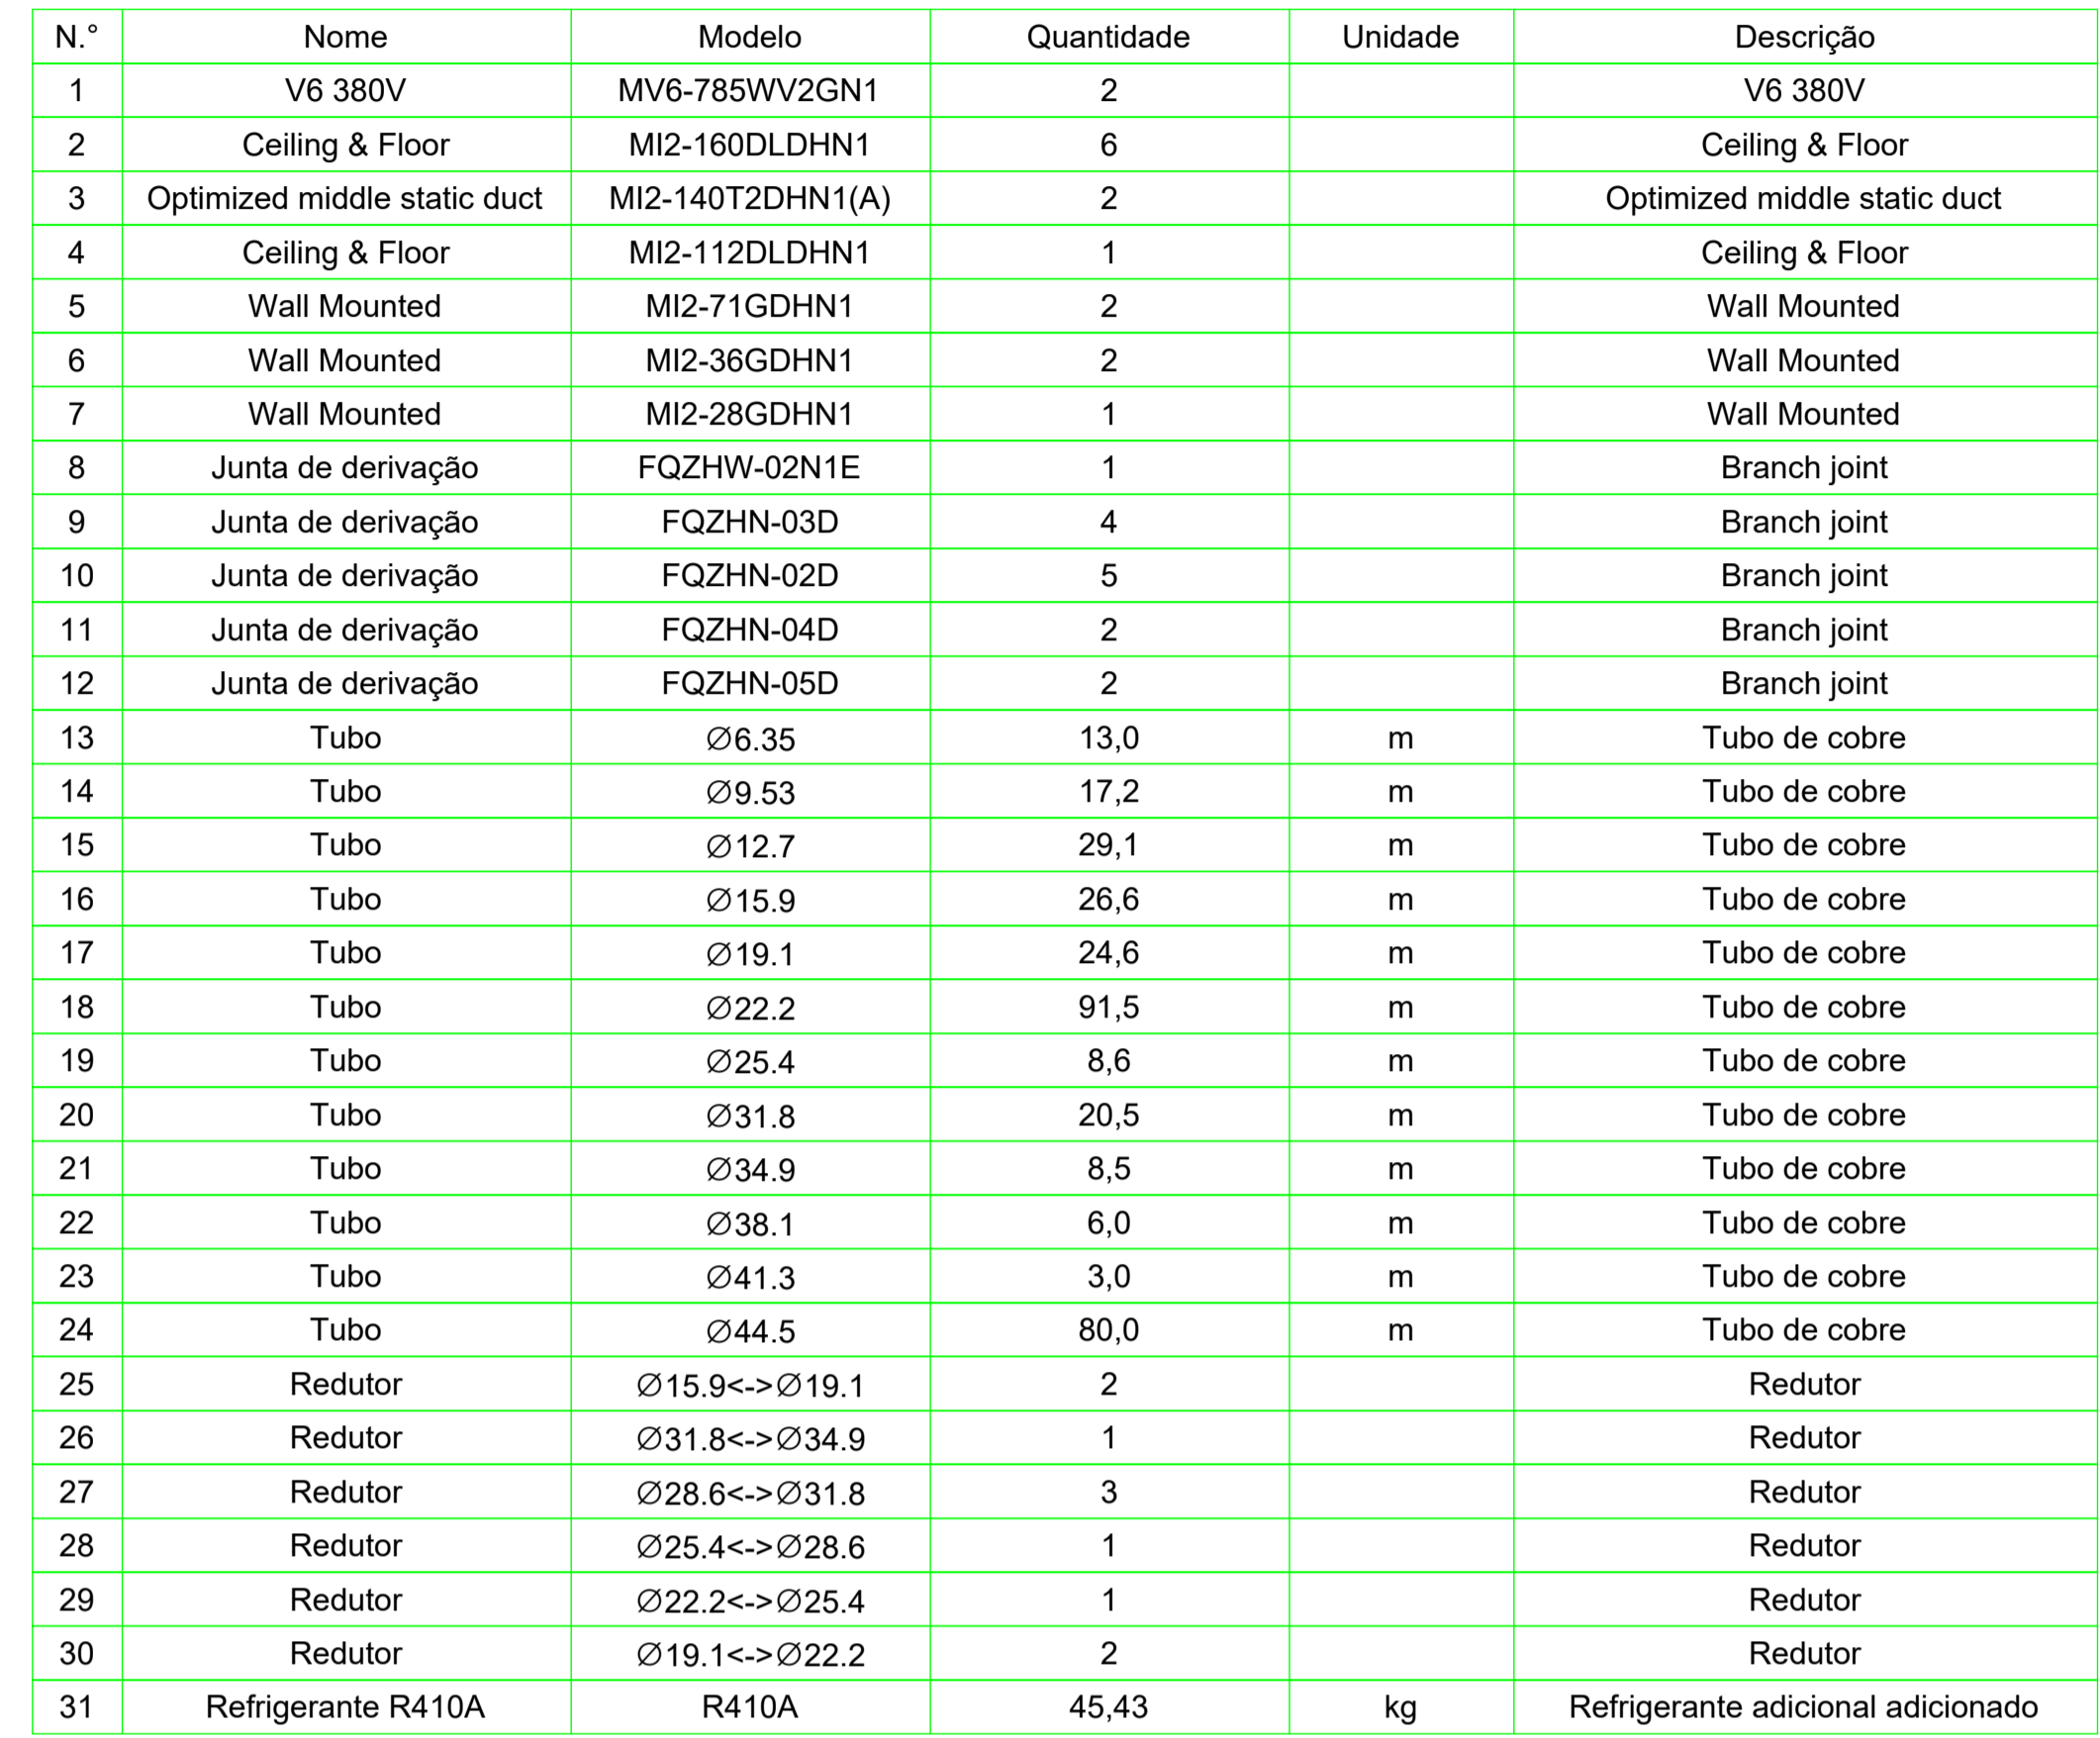 N.° Nome Modelo Quantidade Unidade Descrição
1 V6 380V MV6-785WV2GN1 2 V6 380V
2 Ceiling & Floor MI2-160DLDHN1 6 Ceiling & Floor
3 Optimized middle static duct MI2-140T2DHN1(A) 2 Optimized middle static duct
4 Ceiling & Floor MI2-112DLDHN1 1 Ceiling & Floor
5 Wall Mounted MI2-71GDHN1 2 Wall Mounted
6 Wall Mounted MI2-36GDHN1 2 Wall Mounted
7 Wall Mounted MI2-28GDHN1 1 Wall Mounted
8 Junta de derivação FQZHW-02N1E 1 Branch joint
9 Junta de derivação FQZHN-03D 4 Branch joint
10 Junta de derivação FQZHN-02D 5 Branch joint
11 Junta de derivação FQZHN-04D 2 Branch joint
12 Junta de derivação FQZHN-05D 2 Branch joint
13 Tubo ∅6.35 13,0 m Tubo de cobre
14 Tubo ∅9.53 17,2 m Tubo de cobre
15 Tubo ∅12.7 29,1 m Tubo de cobre
16 Tubo ∅15.9 26,6 m Tubo de cobre
17 Tubo ∅19.1 24,6 m Tubo de cobre
18 Tubo ∅22.2 91,5 m Tubo de cobre
19 Tubo ∅25.4 8,6 m Tubo de cobre
20 Tubo ∅31.8 20,5 m Tubo de cobre
21 Tubo ∅34.9 8,5 m Tubo de cobre
22 Tubo ∅38.1 6,0 m Tubo de cobre
23 Tubo ∅41.3 3,0 m Tubo de cobre
24 Tubo ∅44.5 80,0 m Tubo de cobre
25 Redutor ∅15.9<->∅19.1 2 Redutor
26 Redutor ∅31.8<->∅34.9 1 Redutor
27 Redutor ∅28.6<->∅31.8 3 Redutor
28 Redutor ∅25.4<->∅28.6 1 Redutor
29 Redutor ∅22.2<->∅25.4 1 Redutor
30 Redutor ∅19.1<->∅22.2 2 Redutor
31 Refrigerante R410A R410A 45,43 kg Refrigerante adicional adicionado